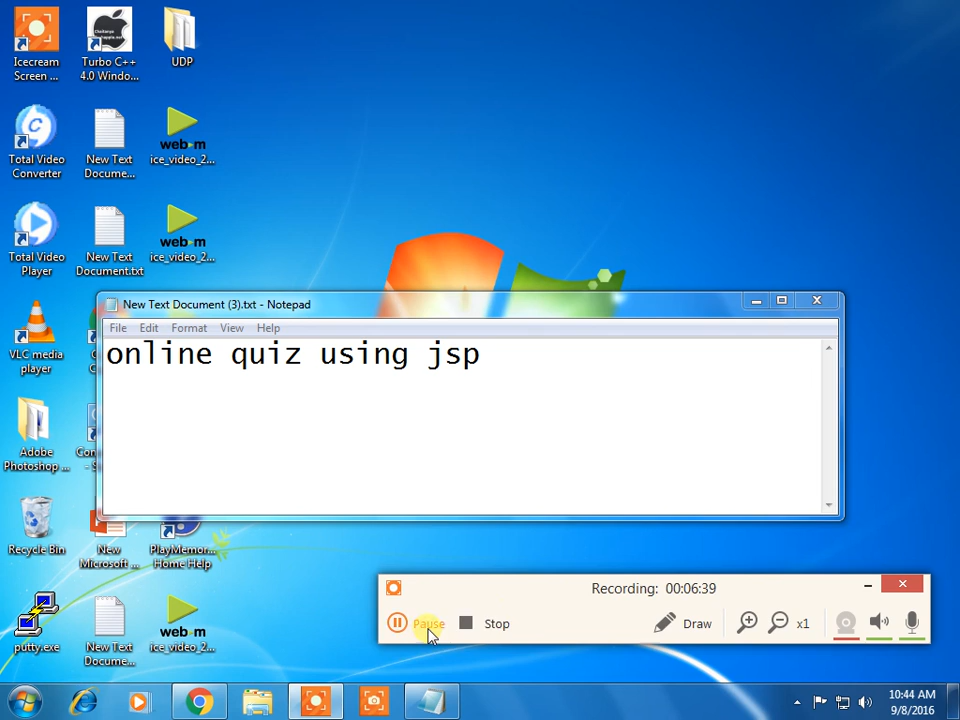 Icecream
Screen ...
Turbo C++
4.0 Windo...
UDP
Total Video
Converter
New Text
Docume...
web-m
ice_video_2...
Total Video
Player
New Text
Document.txt
web-m
ice_video_2...
New Text Document (3).txt - Notepad
File Edit Format View Help
online quiz using jsp
VLC media
player
Adobe
Photoshop ...
Recycle Bin
New
Microsoft ...
PlayMemor...
Home Help
Recording: 00:06:39
Pause Stop Draw x1
putty.exe
New Text
Docume...
web-m
ice_video_2...
10:44 AM
9/8/2016